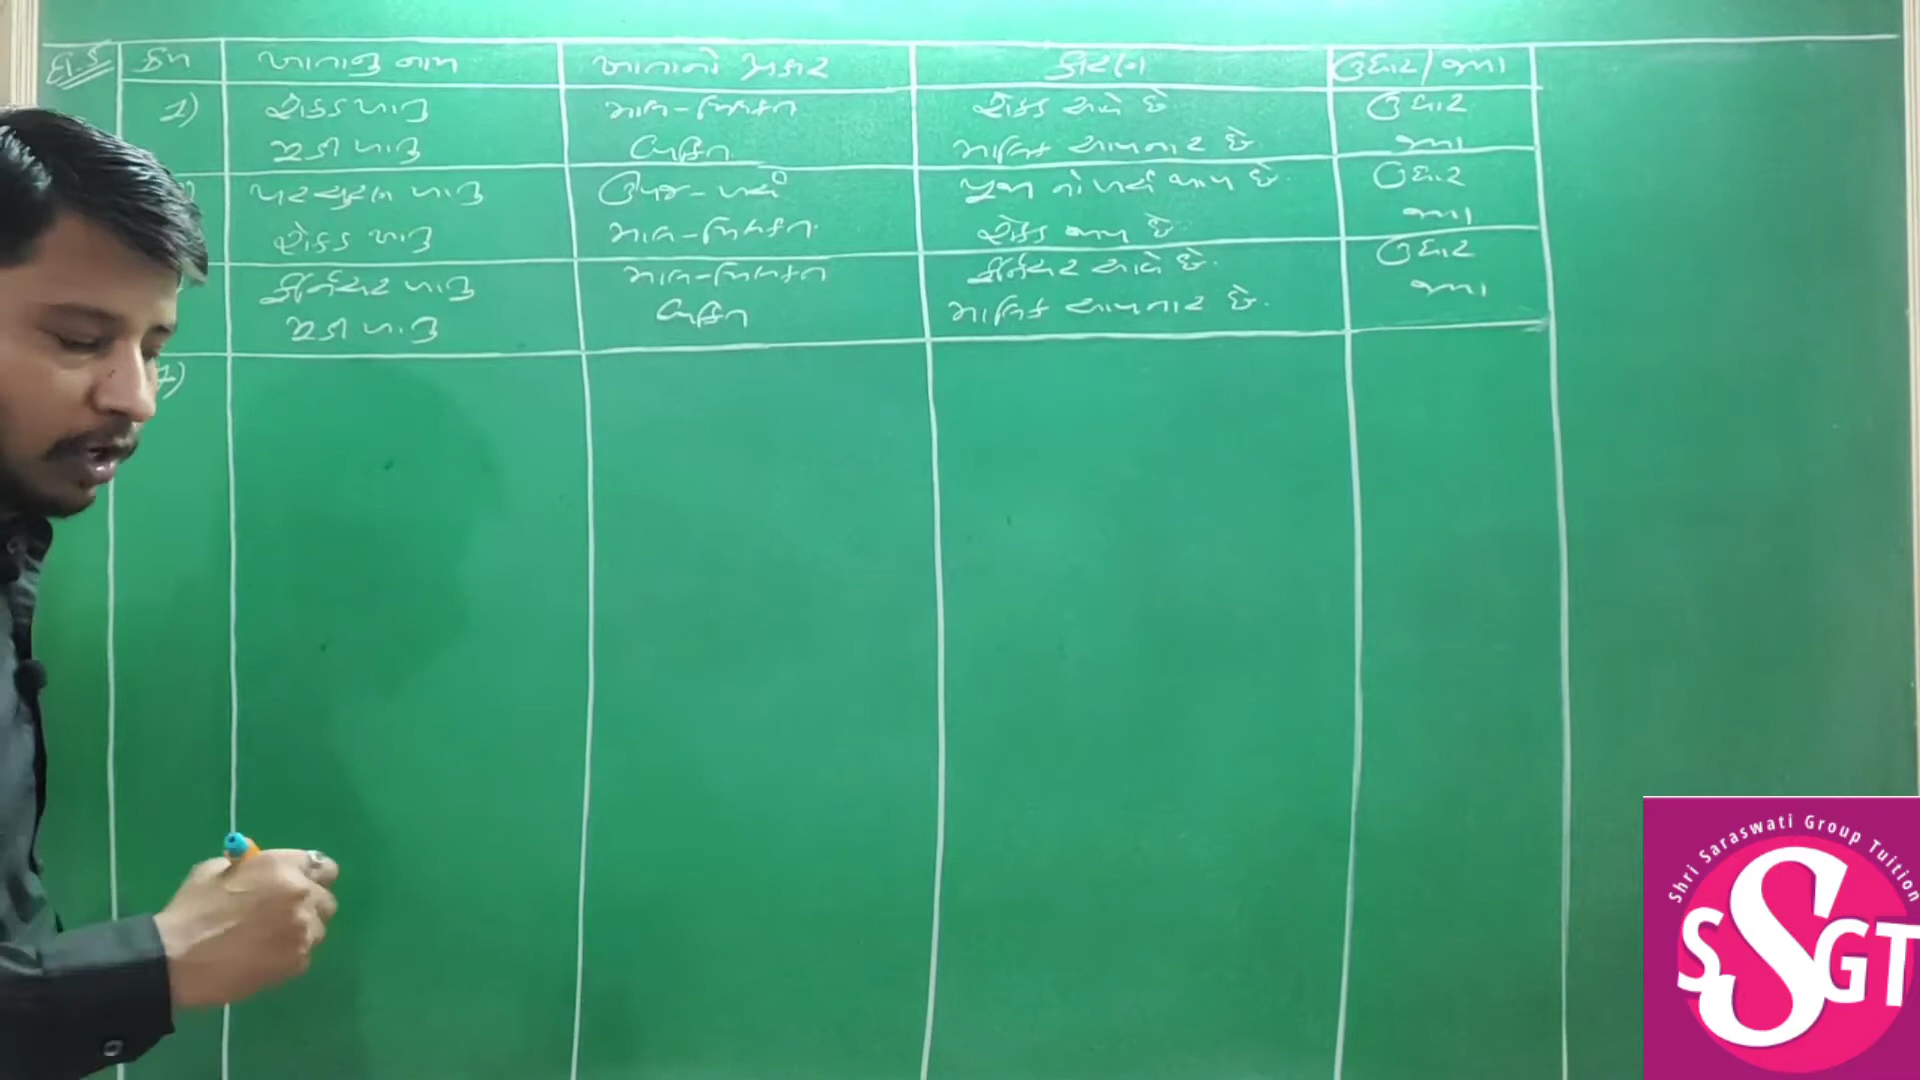 દા.૬ ક્રમ ખાતાનું નામ ખાતાનો પ્રકાર કારણ ઉધાર/જમા
1) રોકડ ખાતુ માલ-મિલકત રોકડ આવે છે ઉધાર
મૂડી ખાતુ વ્યક્તિ માલિક આપનાર છે જમા
પરચુરણ ખાતુ ઉપજ-ખર્ચ નો ખર્ચ થાય છે. ઉધાર
રોકડ ખાતુ માલ-મિલકત. રોકડ જાય છે. જમા
ફર્નિચર ખાતુ માલ-મિલકત ફર્નિચર આવે છે. ઉધાર
મૂડી ખાતુ વ્યક્તિ માલિક આપનાર છે. જમા
Shri Saraswati Group Tuition
SSGT